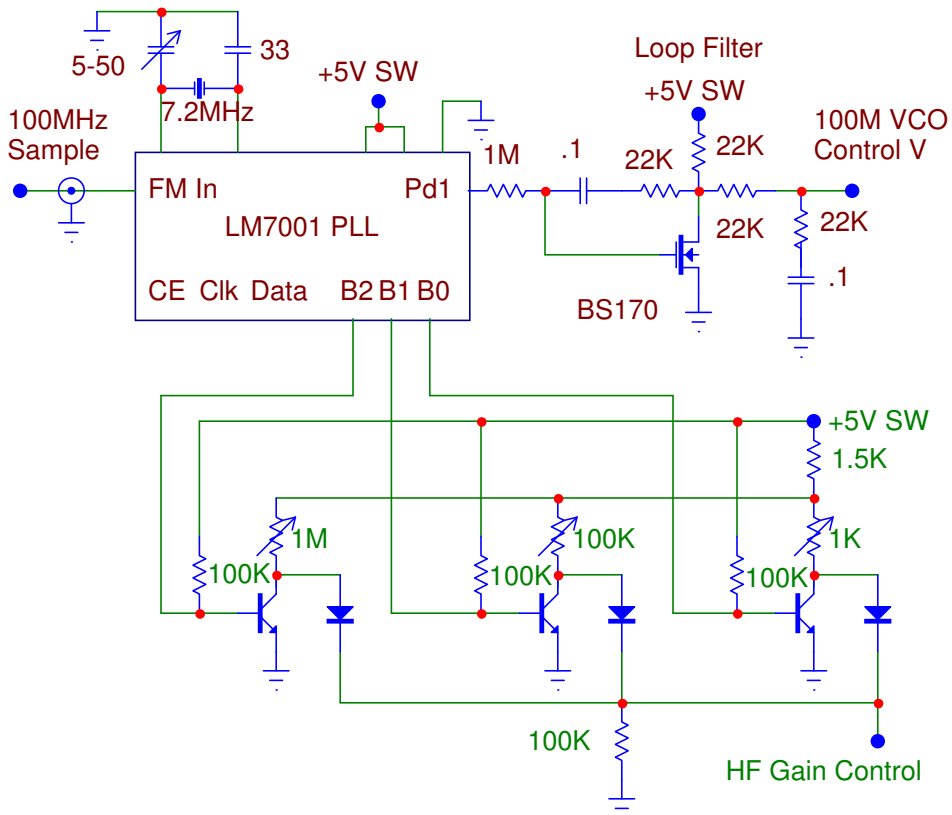 5-50
33
7.2MHz
+5V SW
Loop Filter
+5V SW
100MHz
Sample
1M
.1
22K
22K
22K
100M VCO
Control V
22K
.1
FM In
Pd1
LM7001 PLL
CE Clk Data B2 B1 B0
BS170
+5V SW
1.5K
1M
100K
1K
100K
100K
100K
100K
HF Gain Control